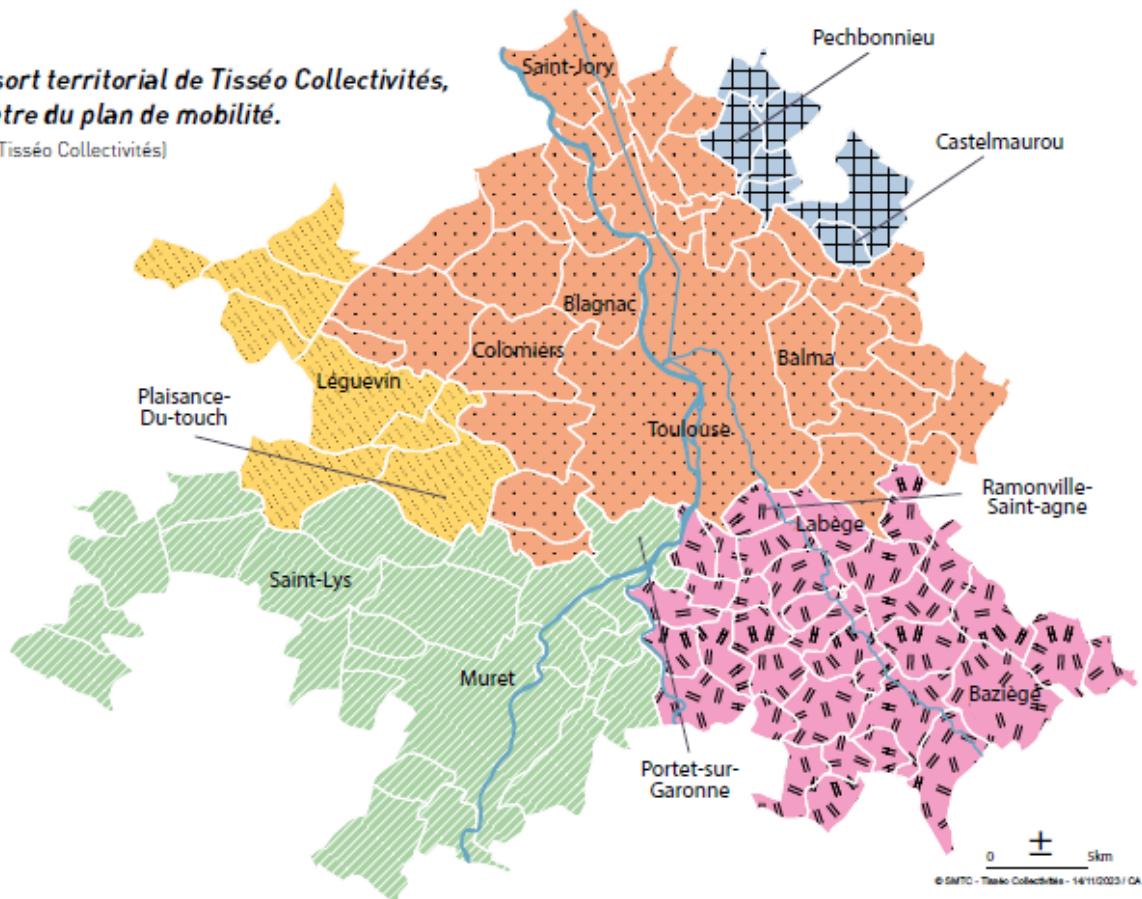 sort territorial de Tisséo Collectivités,
tre du plan de mobilité.
Tisséo Collectivités)
Pechbonnieu
Saint-Jory
Castelmaurou
Blagnac
Colomiers
Balma
Léguevin
Plaisance-
Du-touch
Toulouse
Ramonville-
Saint-agne
Labège
Saint-Lys
Muret
Baziège
Portet-sur-
Garonne
±
0 5km
© SMTC - Tisséo Collectivités - 14/11/2023 / CA